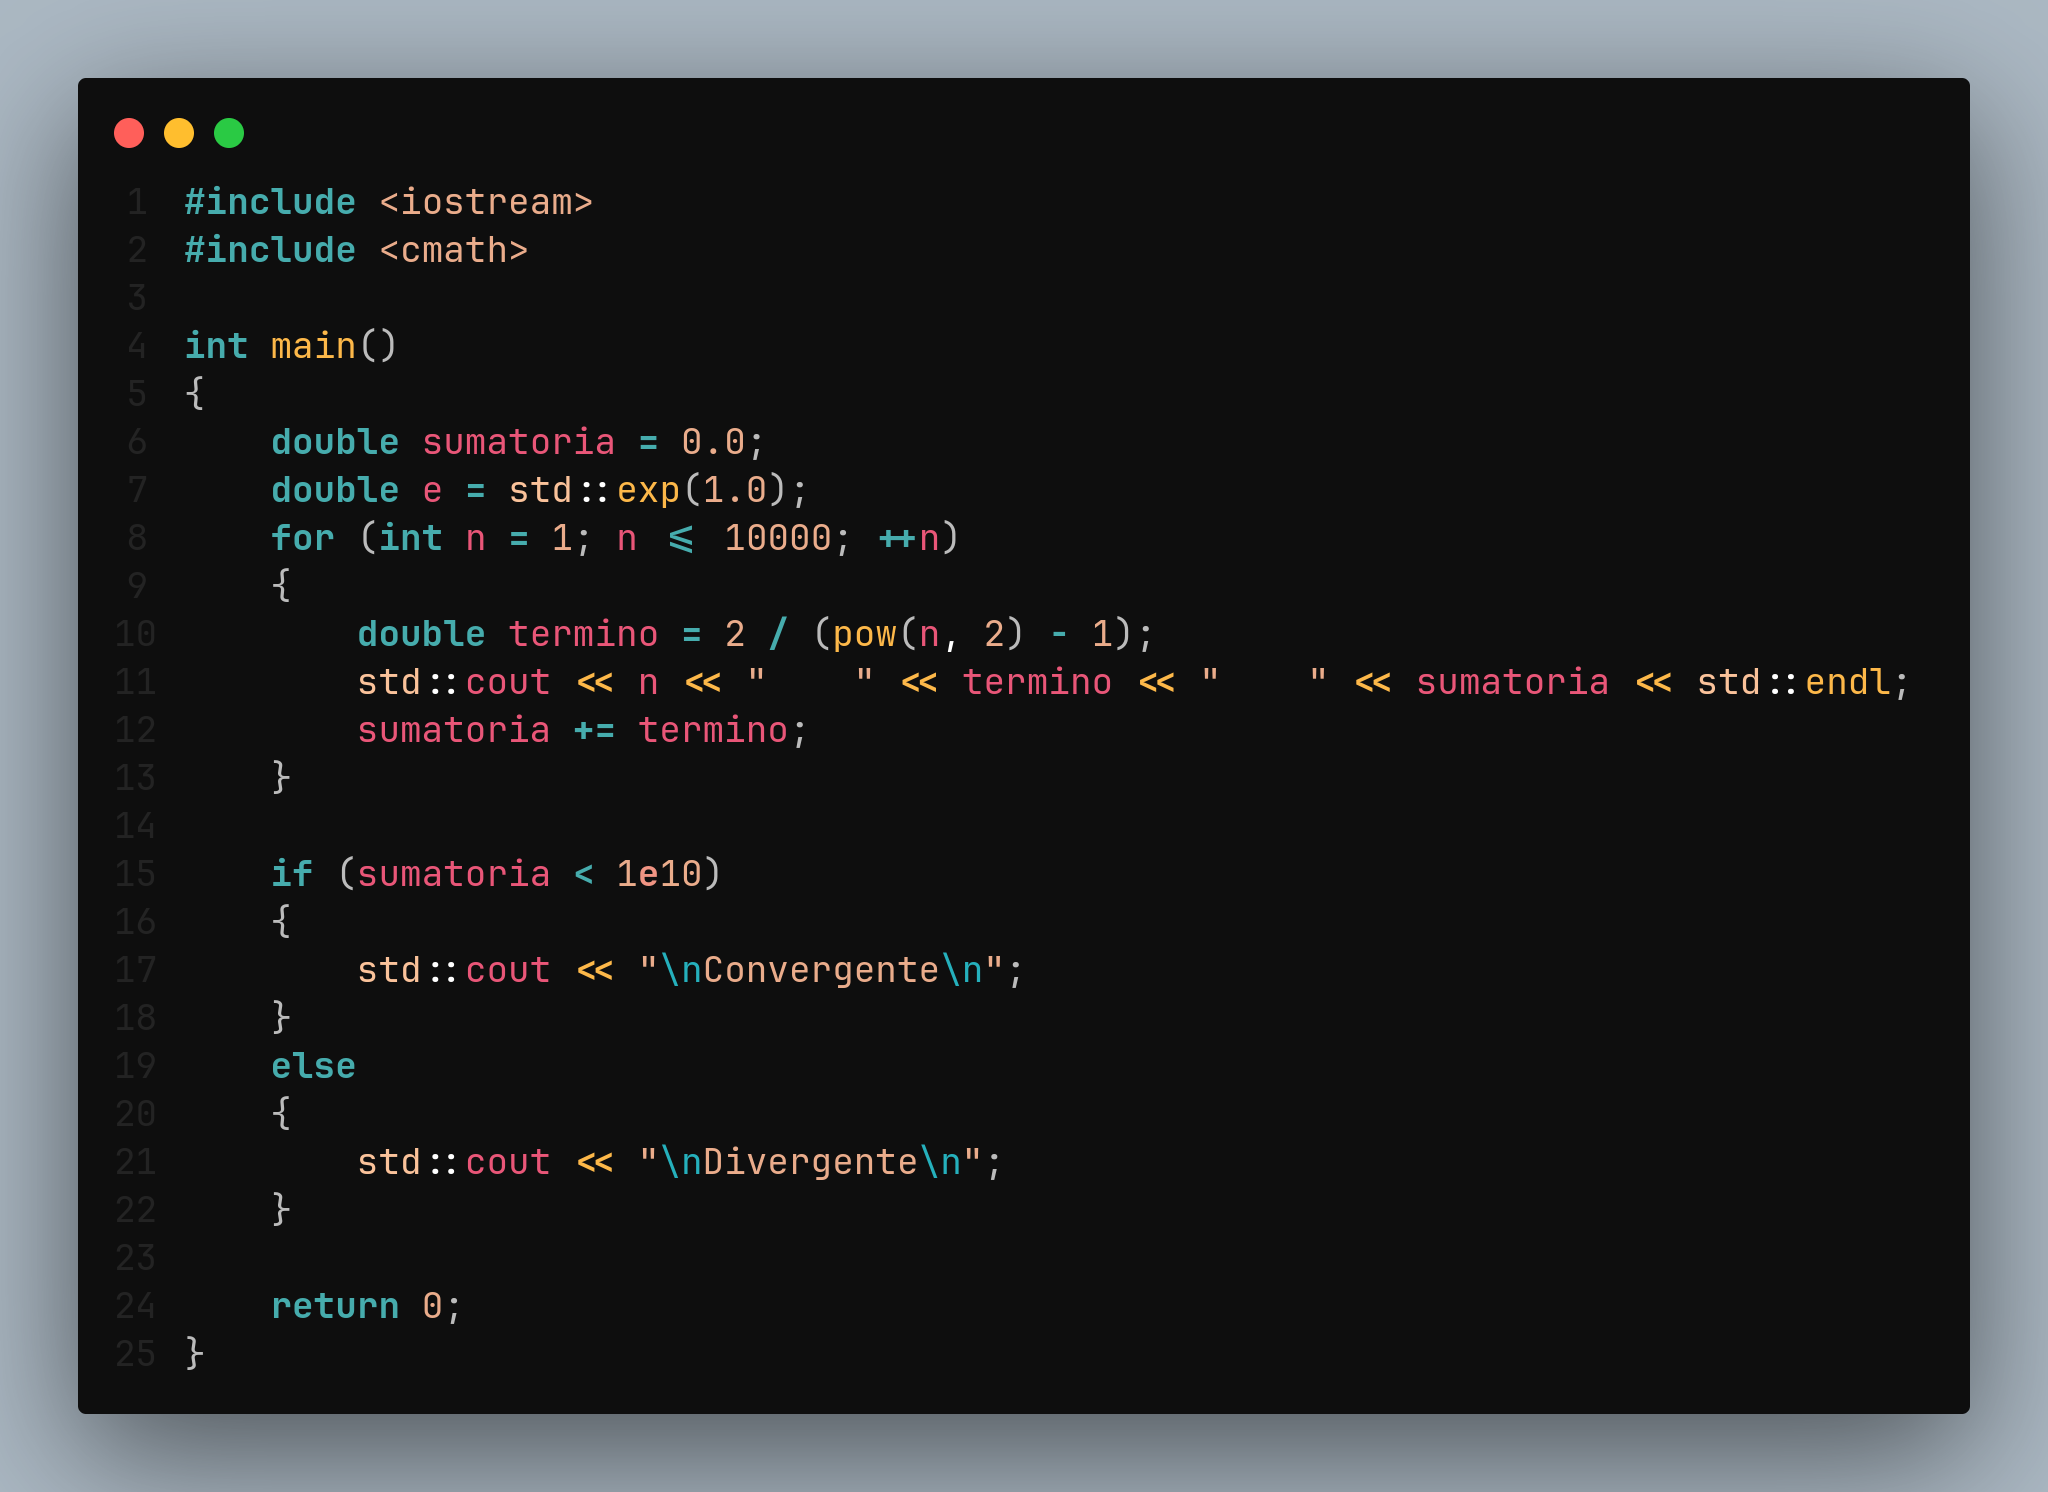 1 #include <iostream>
2 #include <cmath>
3
4 int main()
5 {
6     double sumatoria = 0.0;
7     double e = std::exp(1.0);
8     for (int n = 1; n <= 10000; ++n)
9     {
10         double termino = 2 / (pow(n, 2) - 1);
11         std::cout << n << "    " << termino << "    " << sumatoria << std::endl;
12         sumatoria += termino;
13     }
14
15     if (sumatoria < 1e10)
16     {
17         std::cout << "\nConvergente\n";
18     }
19     else
20     {
21         std::cout << "\nDivergente\n";
22     }
23
24     return 0;
25 }